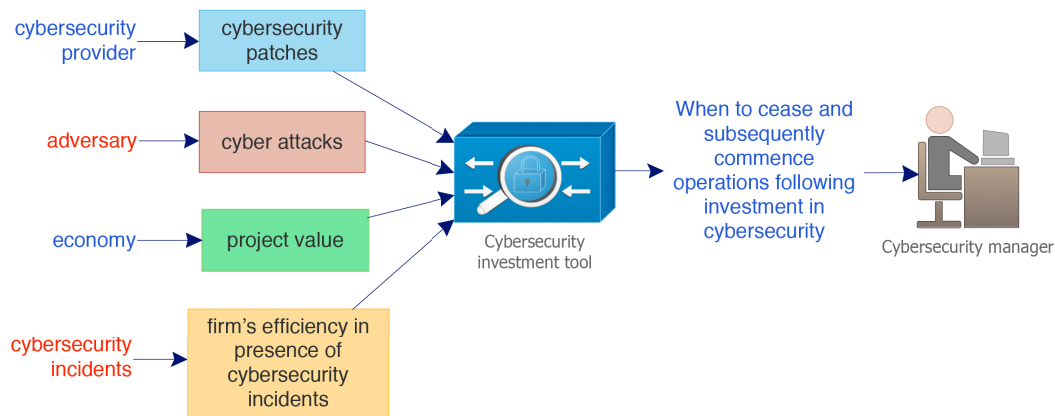 cybersecurity
provider
cybersecurity
patches
adversary
cyber attacks
economy
project value
cybersecurity
incidents
firm's efficiency in
presence of
cybersecurity
incidents
Cybersecurity
investment tool
When to cease and
subsequently
commence
operations following
investment in
cybersecurity
Cybersecurity manager